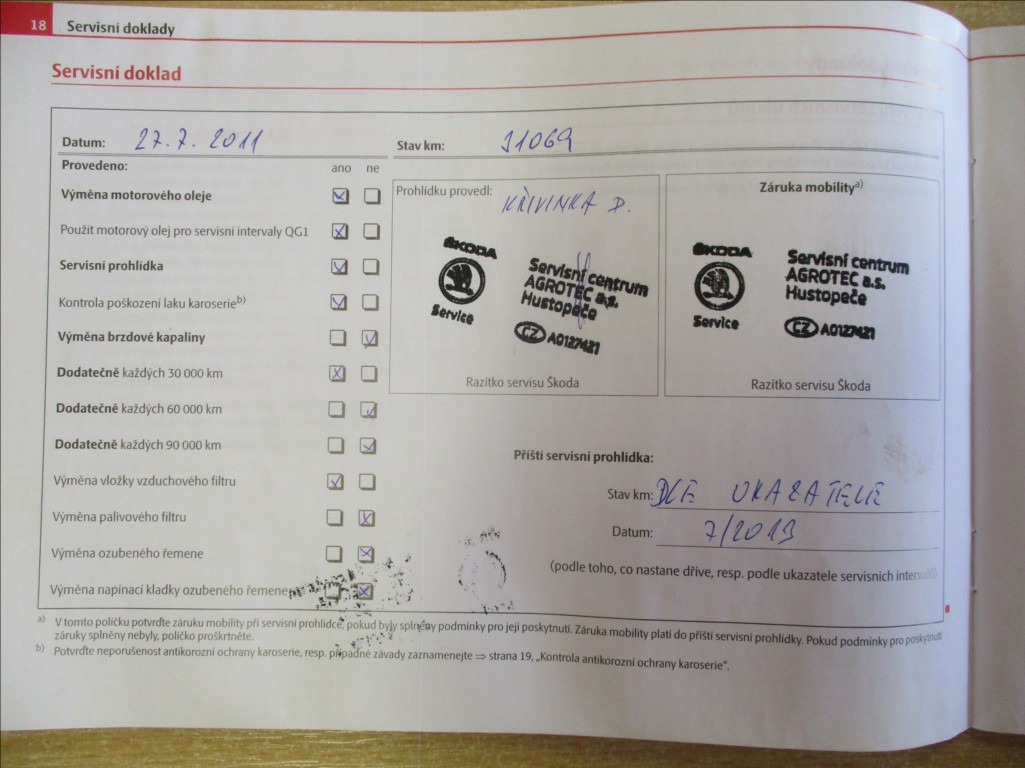 18 Servisní doklady
Servisní doklad
Datum: 27.7.2011 Stav km: 31069
Provedeno: ano ne
Výměna motorového oleje
Použit motorový olej pro servisní intervaly QG1
Servisní prohlídka
Kontrola poškození laku karoserie b)
Výměna brzdové kapaliny
Dodatečně každých 30 000 km
Dodatečně každých 60 000 km
Dodatečně každých 90 000 km
Výměna vložky vzduchového filtru
Výměna palivového filtru
Výměna ozubeného řemene
Výměna napínací kladky ozubeného řemene
Prohlídku provedl: KŘIVINKA D.
ŠKODA
Service
Servisní centrum
AGROTEC a.s.
Hustopeče
CZ A0127421
Razítko servisu Škoda
Záruka mobility a)
ŠKODA
Service
Servisní centrum
AGROTEC a.s.
Hustopeče
CZ A0127421
Razítko servisu Škoda
Příští servisní prohlídka:
Stav km: DLE UKAZATELE
Datum: 7/2013
(podle toho, co nastane dříve, resp. podle ukazatele servisních intervalů)
a) V tomto políčku potvrďte záruku mobility při servisní prohlídce, pokud byly splněny podmínky pro její poskytnutí. Záruka mobility platí do příští servisní prohlídky. Pokud podmínky pro poskytnutí
záruky splněny nebyly, políčko proškrtněte.
b) Potvrďte neporušenost antikorozní ochrany karoserie, resp. případné závady zaznamenejte ⇒ strana 19, „Kontrola antikorozní ochrany karoserie“.